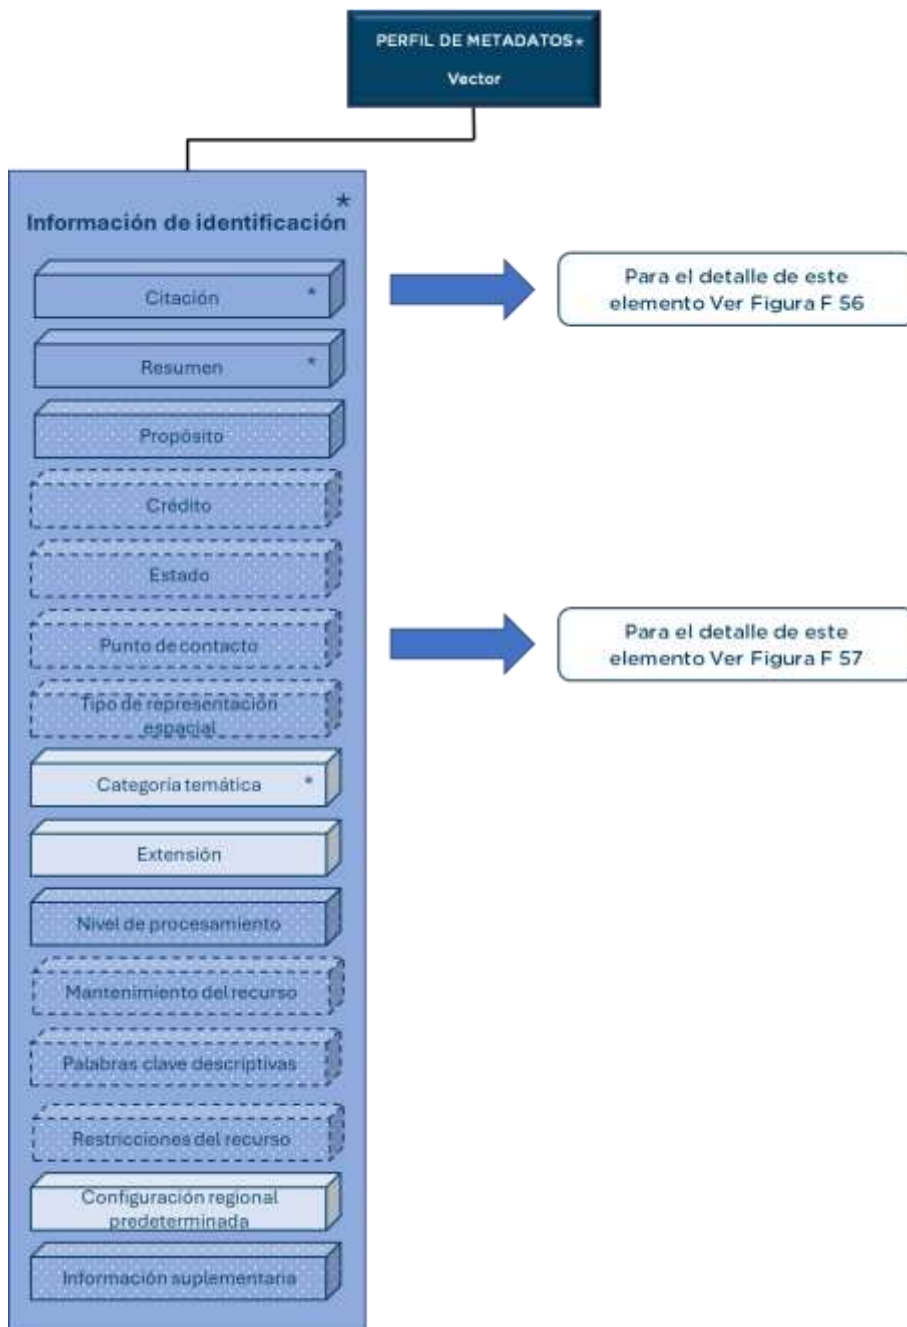 PERFIL DE METADATOS*
Vector
*
Información de identificación
Citación *
Para el detalle de este
elemento Ver Figura F 56
Resumen *
Propósito
Crédito
Estado
Punto de contacto
Para el detalle de este
elemento Ver Figura F 57
Tipo de representación
espacial
Categoría temática *
Extensión
Nivel de procesamiento
Mantenimiento del recurso
Palabras clave descriptivas
Restricciones del recurso
Configuración regional
predeterminada
Información suplementaria